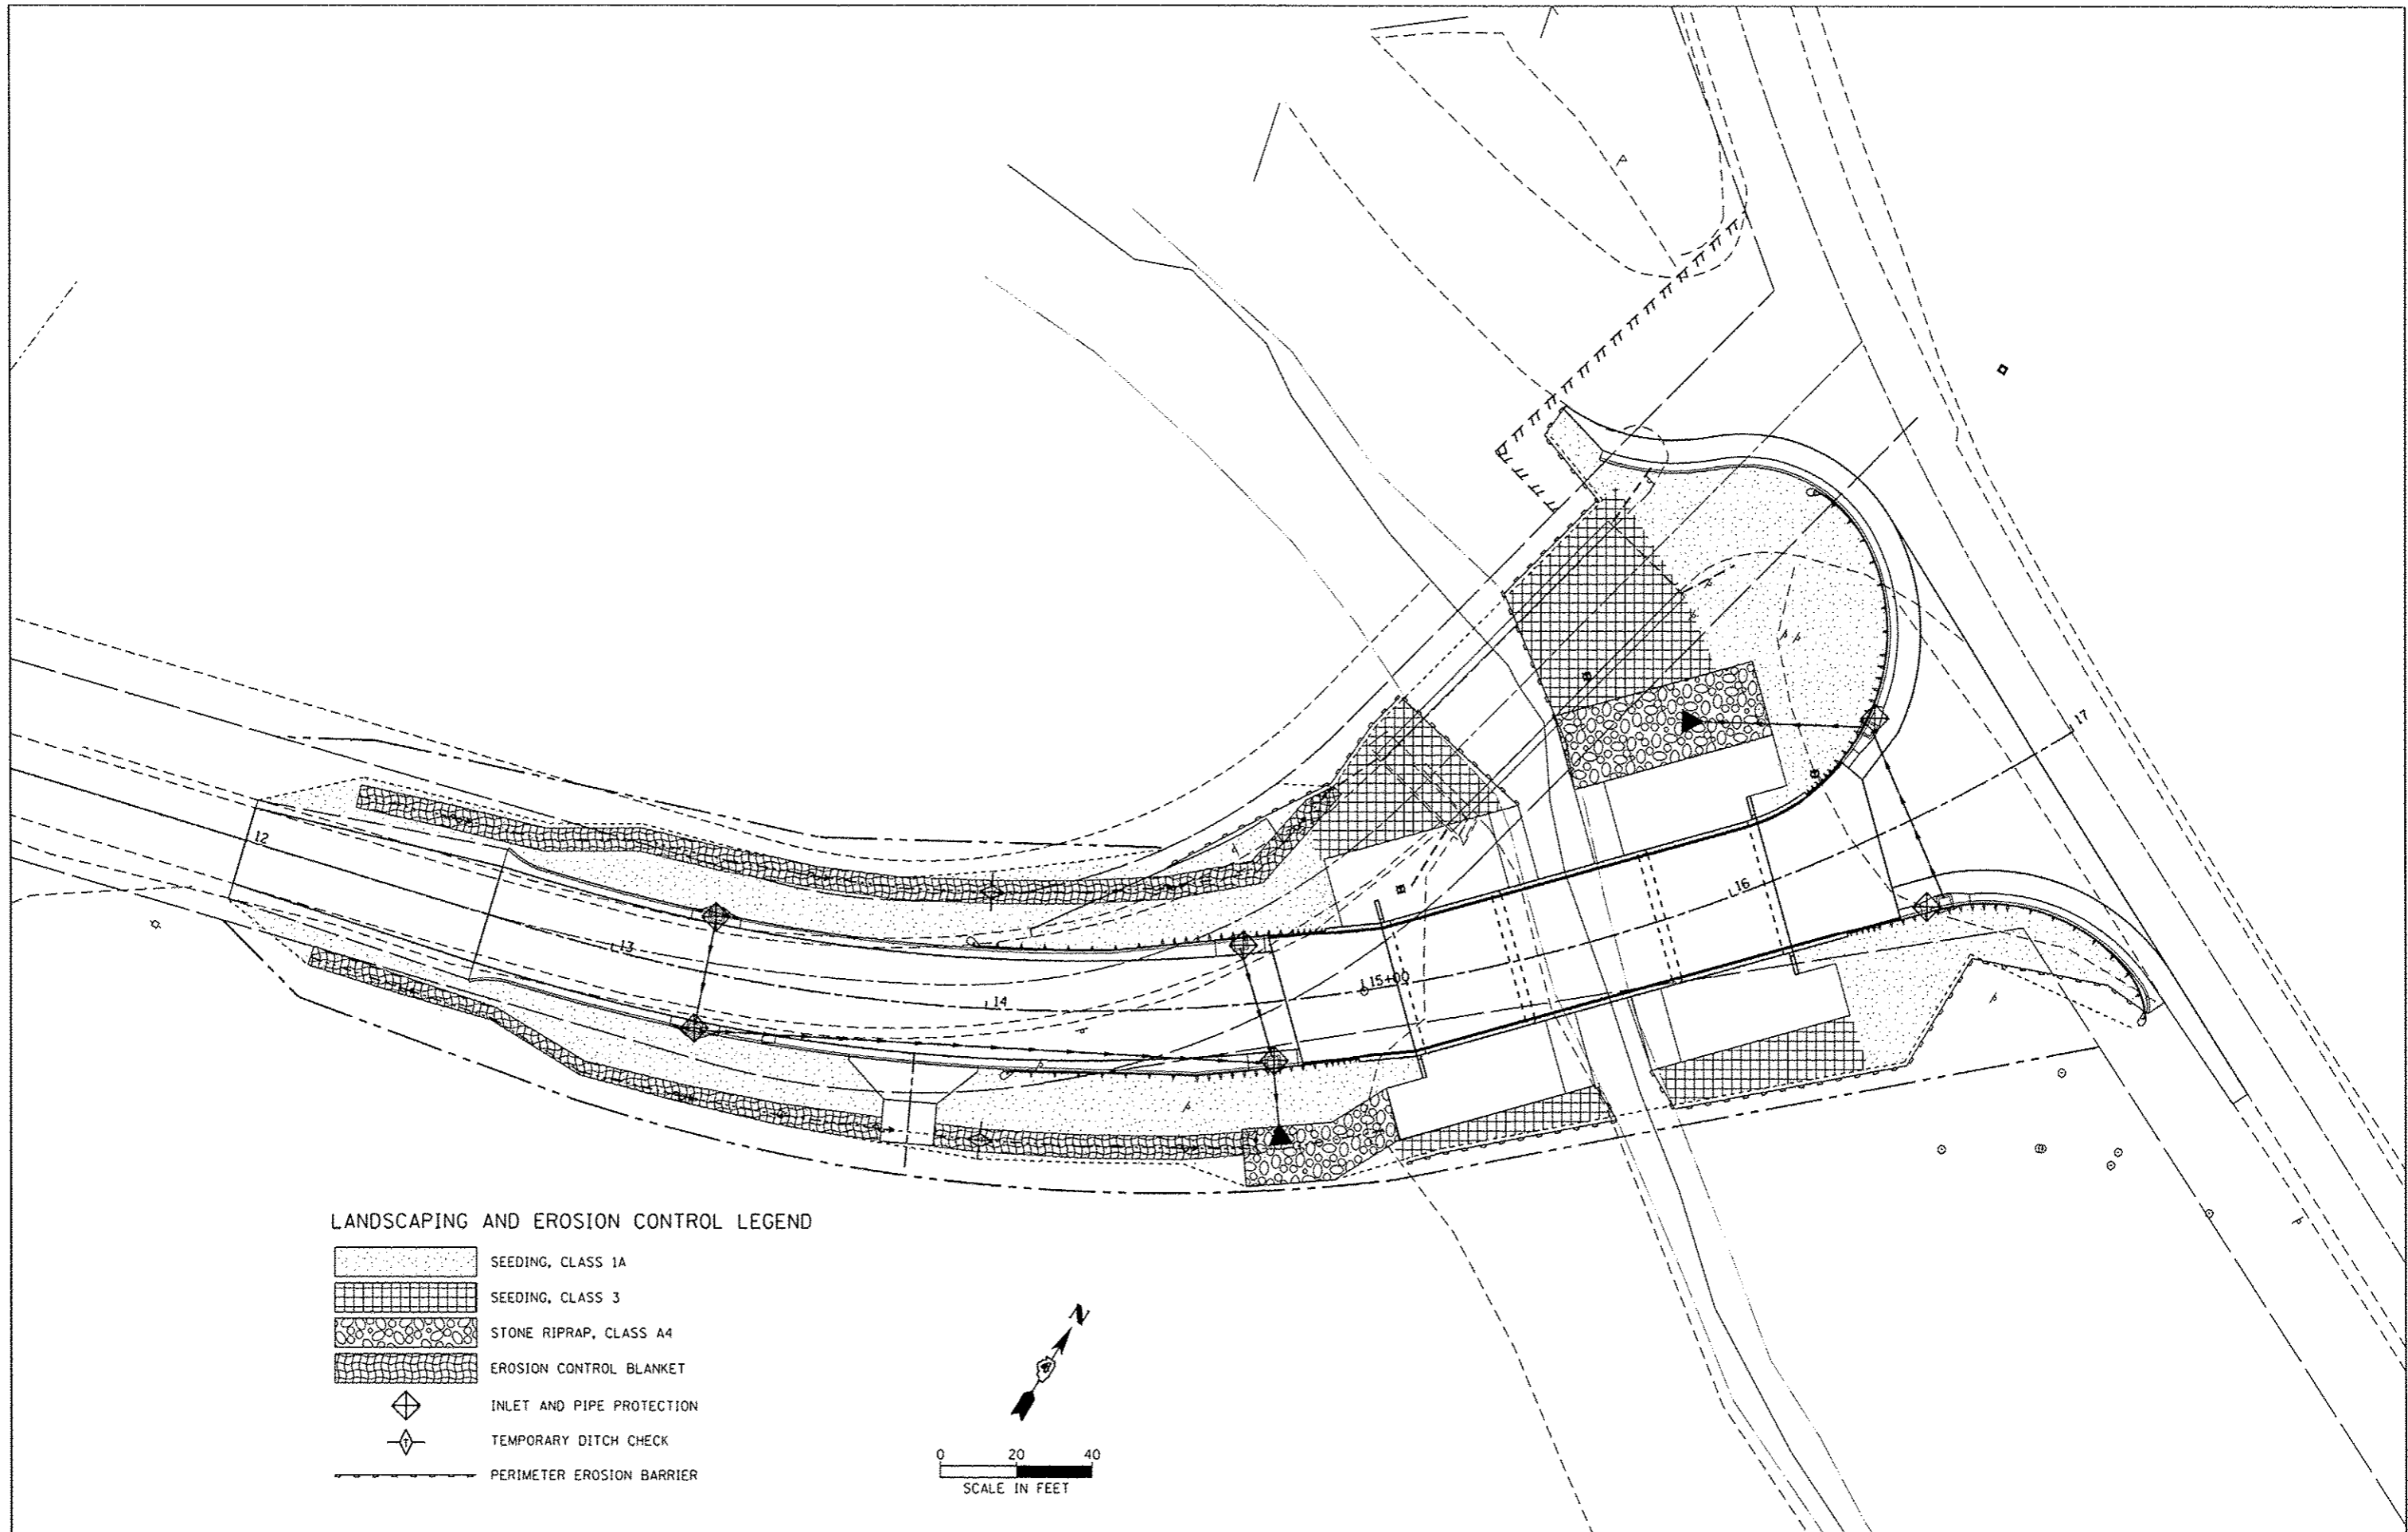 17
12
16
13
15+00
14
LANDSCAPING AND EROSION CONTROL LEGEND
SEEDING, CLASS 1A
SEEDING, CLASS 3
STONE RIPRAP, CLASS A4
EROSION CONTROL BLANKET
INLET AND PIPE PROTECTION
T
TEMPORARY DITCH CHECK
PERIMETER EROSION BARRIER
N
0 20 40
SCALE IN FEET